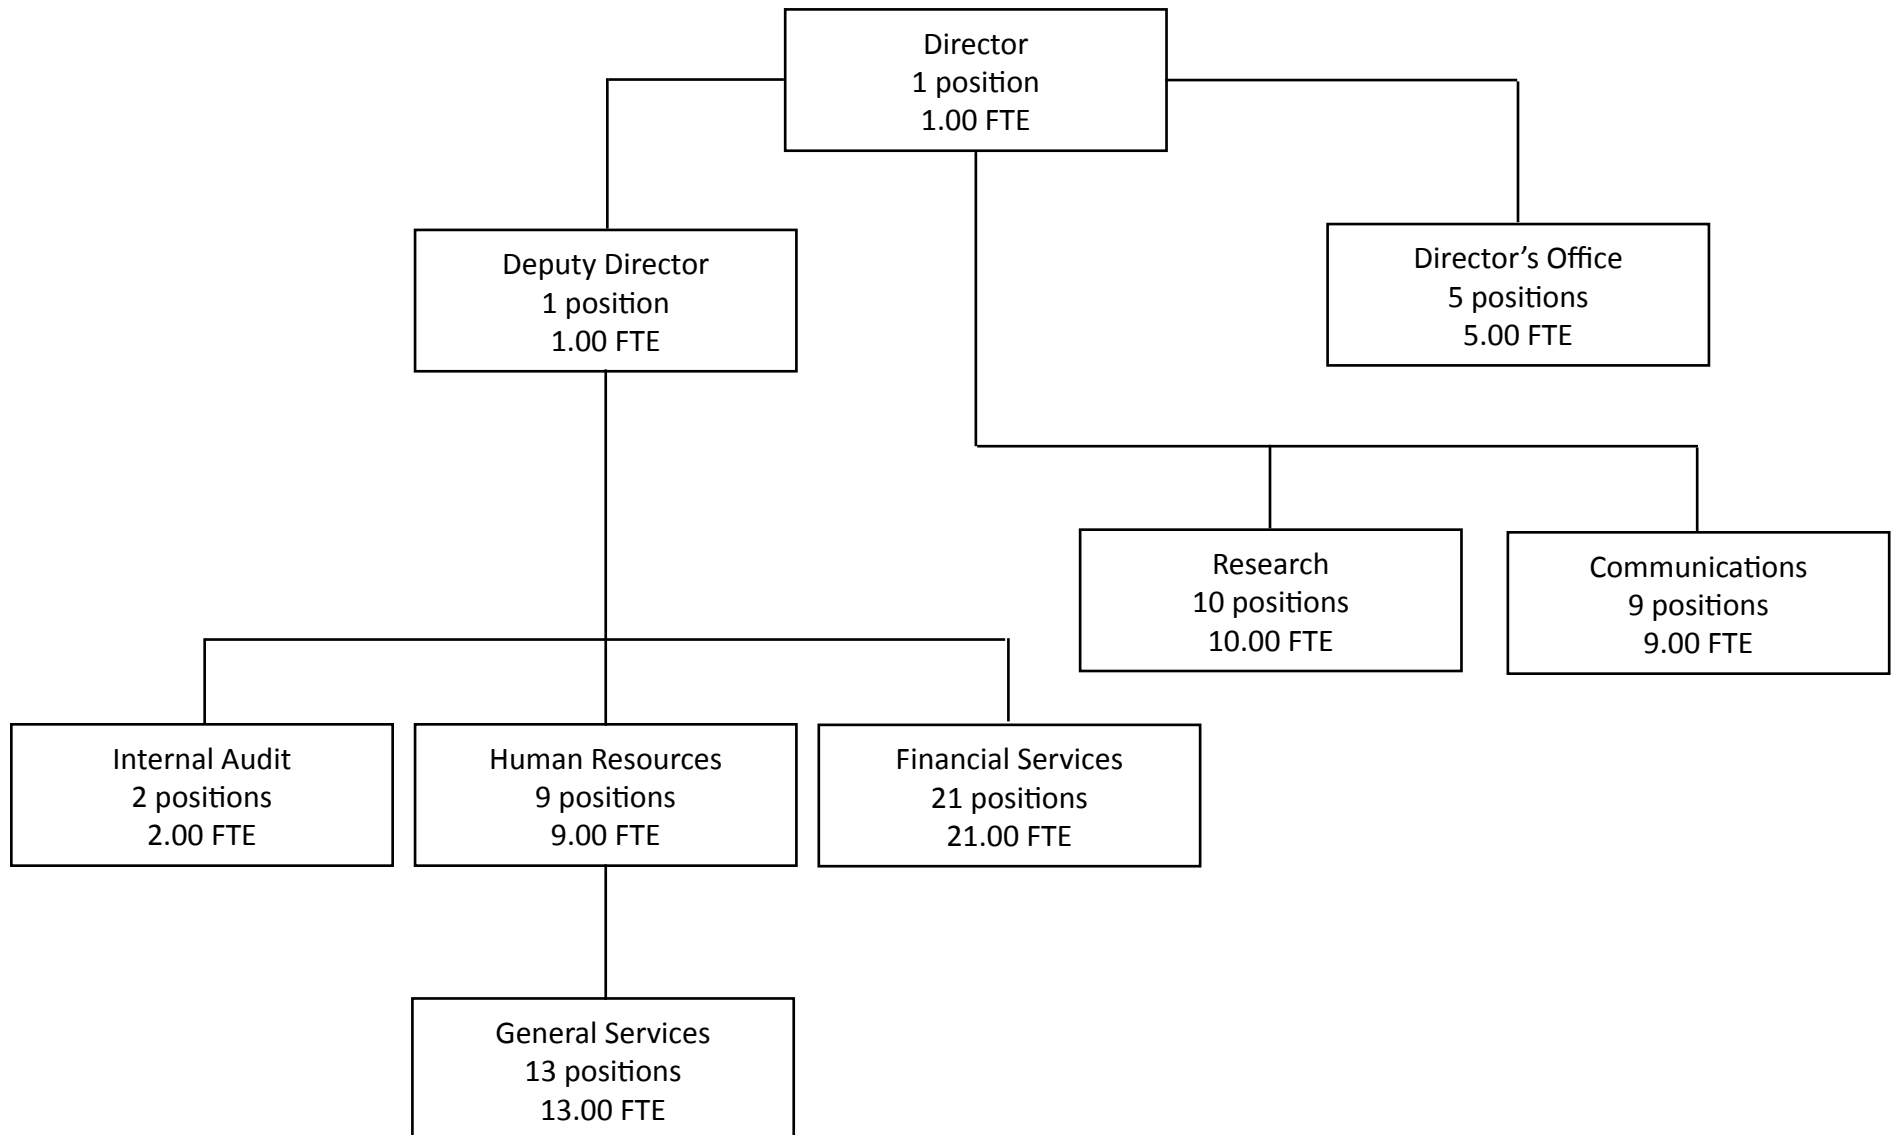 Director
1 position
1.00 FTE
Deputy Director
1 position
1.00 FTE
Director’s Office
5 positions
5.00 FTE
Research
10 positions
10.00 FTE
Communications
9 positions
9.00 FTE
Internal Audit
2 positions
2.00 FTE
Human Resources
9 positions
9.00 FTE
Financial Services
21 positions
21.00 FTE
General Services
13 positions
13.00 FTE